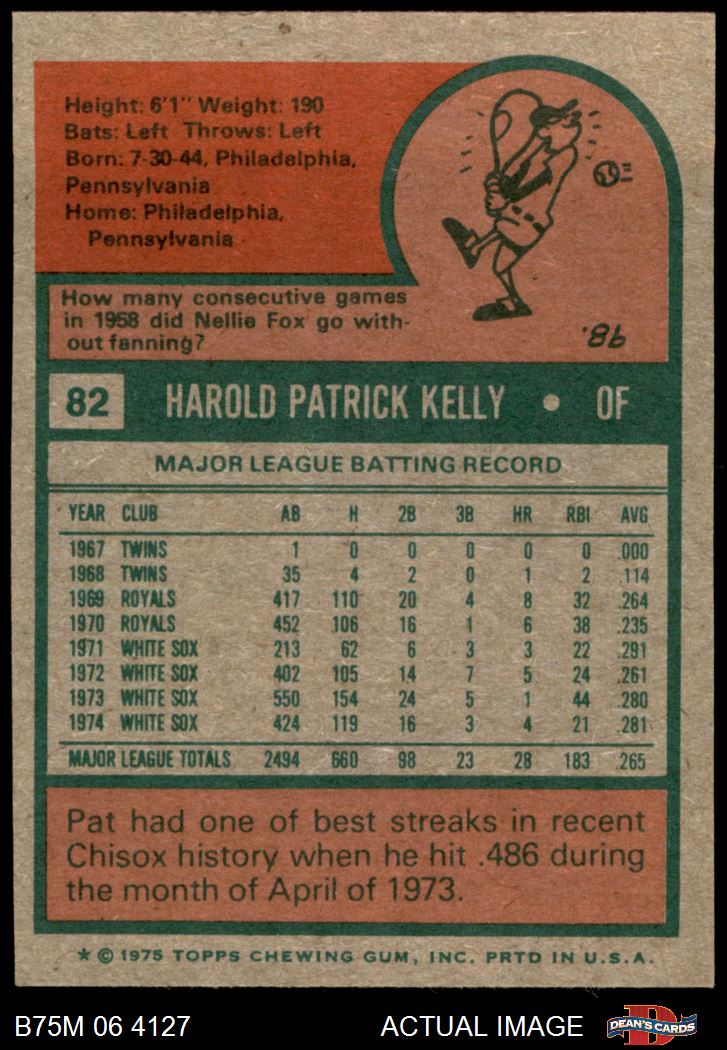 Height: 6'1" Weight: 190
Bats: Left Throws: Left
Born: 7-30-44, Philadelphia,
Pennsylvania
Home: Philadelphia,
Pennsylvania
How many consecutive games
in 1958 did Nellie Fox go with-
out fanning?
98.
82 HAROLD PATRICK KELLY • OF
MAJOR LEAGUE BATTING RECORD
YEAR CLUB AB H 2B 3B HR RBI AVG
1967 TWINS 1 0 0 0 0 0 .000
1968 TWINS 35 4 2 0 1 2 .114
1969 ROYALS 417 110 20 4 8 32 .264
1970 ROYALS 452 106 16 1 6 38 .235
1971 WHITE SOX 213 62 6 3 3 22 .291
1972 WHITE SOX 402 105 14 7 5 24 .261
1973 WHITE SOX 550 154 24 5 1 44 .280
1974 WHITE SOX 424 119 16 3 4 21 .281
MAJOR LEAGUE TOTALS 2494 660 98 23 28 183 .265
Pat had one of best streaks in recent
Chisox history when he hit .486 during
the month of April of 1973.
* © 1975 TOPPS CHEWING GUM, INC. PRTD IN U.S.A.
B75M 06 4127 ACTUAL IMAGE DEAN'S CARDS